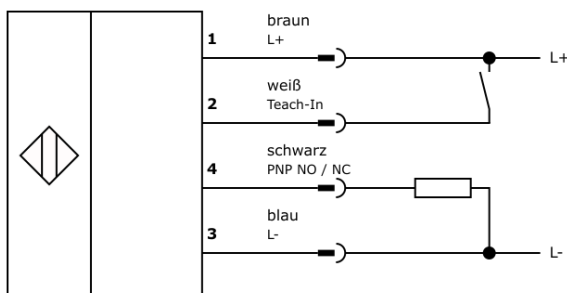 braun
1 L+
L+
weiß
2 Teach-In
schwarz
4 PNP NO / NC
blau
3 L-
L-